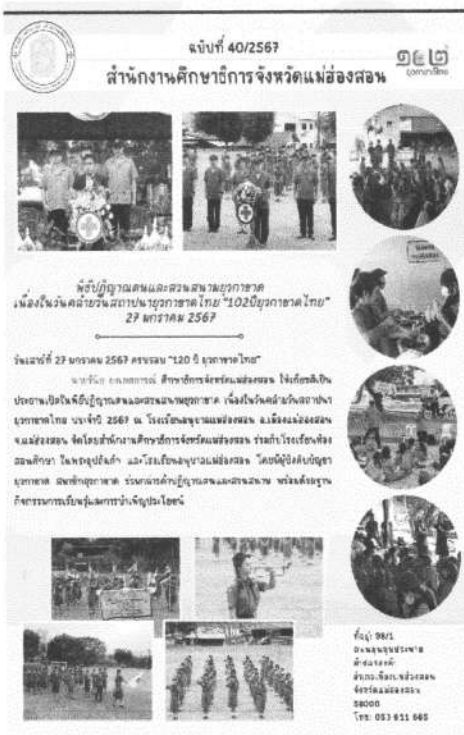 ฉบับที่ 40/2567
สำนักงานศึกษาธิการจังหวัดแม่ฮ่องสอน
๑๐๒
ยุวกาชาดไทย
พิธีปฏิญาณตนและสวนสนามยุวกาชาด
เนื่องในวันคล้ายวันสถาปนายุวกาชาดไทย "102ปียุวกาชาดไทย"
27 มกราคม 2567
วันเสาร์ที่ 27 มกราคม 2567 ครบรอบ "120 ปี ยุวกาชาดไทย"
ศึกษาธิการจังหวัดแม่ฮ่องสอน ให้เกียรติเป็น
ประธานเปิดในพิธีปฏิญาณตนและสวนสนามยุวกาชาด เนื่องในวันคล้ายวันสถาปนา
ยุวกาชาดไทย ประจำปี 2567 ณ โรงเรียนอนุบาลแม่ฮ่องสอน อ.เมืองแม่ฮ่องสอน
จ.แม่ฮ่องสอน จัดโดยสำนักงานศึกษาธิการจังหวัดแม่ฮ่องสอน ร่วมกับโรงเรียนห้อง
สอนศึกษา ในพระอุปถัมภ์ฯ และโรงเรียนอนุบาลแม่ฮ่องสอน โดยมีผู้บังคับบัญชา
ยุวกาชาด สมาชิกยุวกาชาด ร่วมกล่าวคำปฏิญาณตนและสวนสนาม พร้อมด้วยฐาน
กิจกรรมการเรียนรู้และการบำเพ็ญประโยชน์
ที่อยู่: 98/1
ถนนขุนลุมประพาส
ตำบลจองคำ
อำเภอเมืองแม่ฮ่องสอน
จังหวัดแม่ฮ่องสอน
58000
โทร: 053 611 665